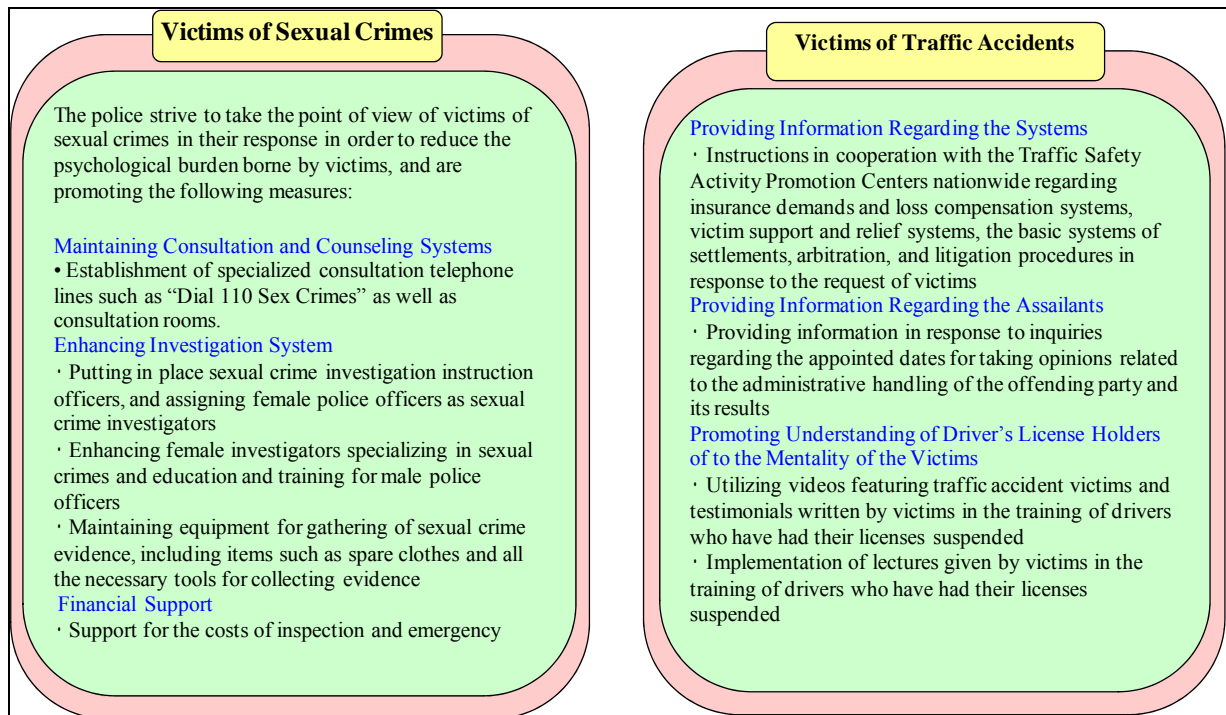 Victims of Sexual Crimes
The police strive to take the point of view of victims of
sexual crimes in their response in order to reduce the
psychological burden borne by victims, and are
promoting the following measures:
Maintaining Consultation and Counseling Systems
• Establishment of specialized consultation telephone
lines such as “Dial 110 Sex Crimes” as well as
consultation rooms.
Enhancing Investigation System
・Putting in place sexual crime investigation instruction
officers, and assigning female police officers as sexual
crime investigators
・Enhancing female investigators specializing in sexual
crimes and education and training for male police
officers
・Maintaining equipment for gathering of sexual crime
evidence, including items such as spare clothes and all
the necessary tools for collecting evidence
Financial Support
・Support for the costs of inspection and emergency
Victims of Traffic Accidents
Providing Information Regarding the Systems
・Instructions in cooperation with the Traffic Safety
Activity Promotion Centers nationwide regarding
insurance demands and loss compensation systems,
victim support and relief systems, the basic systems of
settlements, arbitration, and litigation procedures in
response to the request of victims
Providing Information Regarding the Assailants
・Providing information in response to inquiries
regarding the appointed dates for taking opinions related
to the administrative handling of the offending party and
its results
Promoting Understanding of Driver’s License Holders
of to the Mentality of the Victims
・Utilizing videos featuring traffic accident victims and
testimonials written by victims in the training of drivers
who have had their licenses suspended
・Implementation of lectures given by victims in the
training of drivers who have had their licenses
suspended